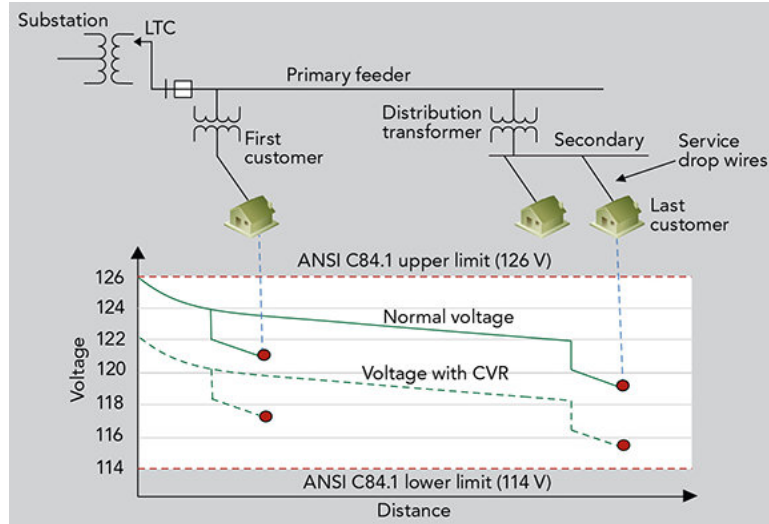 Substation
LTC
Primary feeder
First
customer
Distribution
transformer
Secondary
Service
drop wires
Last
customer
ANSI C84.1 upper limit (126 V)
126
124
122
120
118
116
114
Voltage
Normal voltage
Voltage with CVR
ANSI C84.1 lower limit (114 V)
Distance